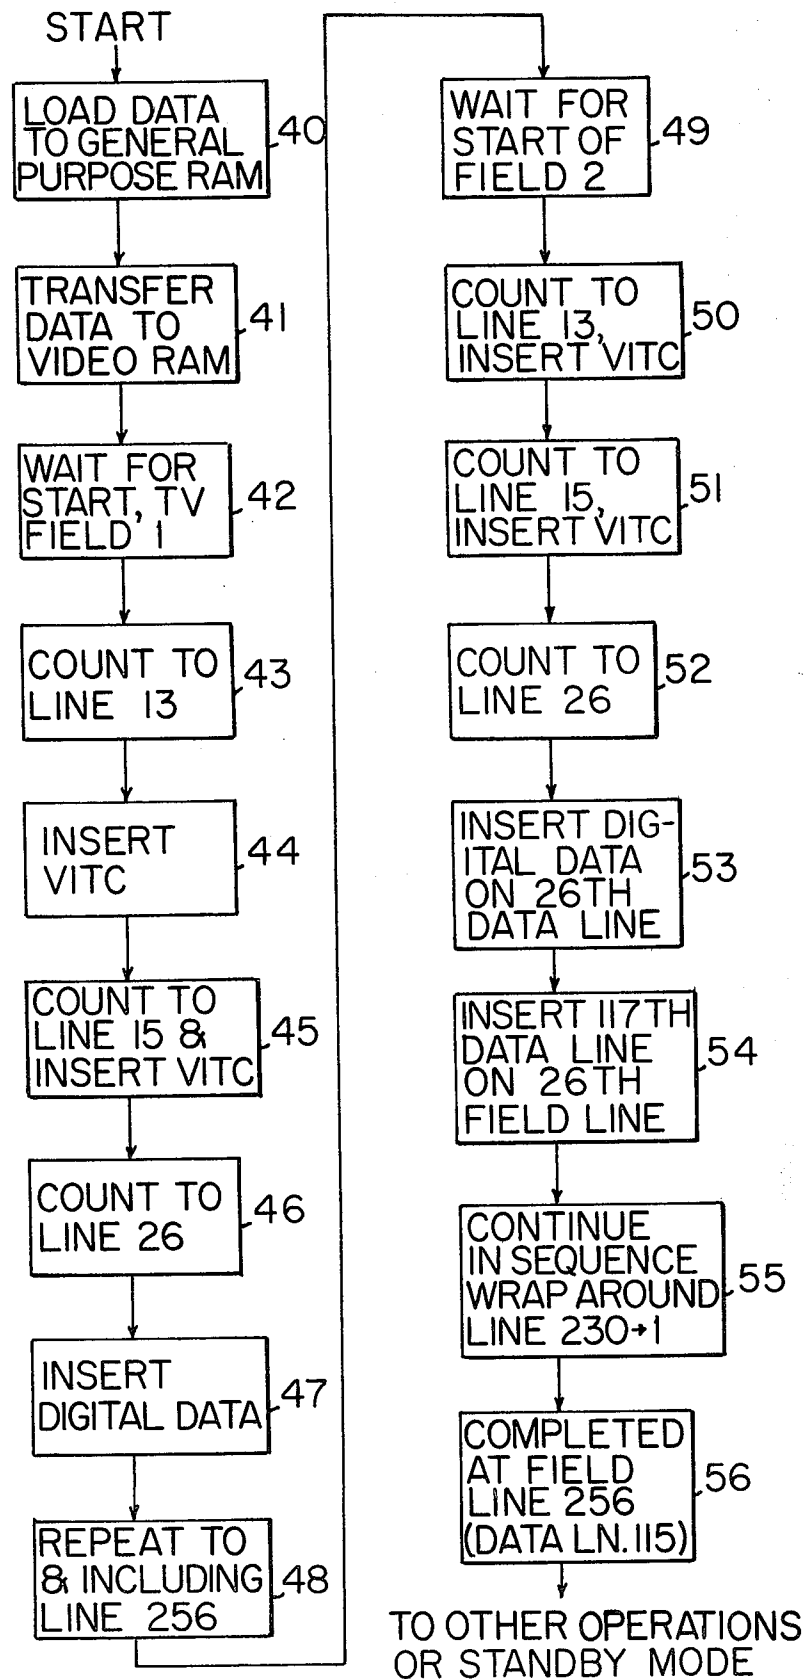 START
LOAD DATA
TO GENERAL
PURPOSE RAM
40
TRANSFER
DATA TO
VIDEO RAM
41
WAIT FOR
START, TV
FIELD 1
42
COUNT TO
LINE 13
43
INSERT
VITC
44
COUNT TO
LINE 15 &
INSERT VITC
45
COUNT TO
LINE 26
46
INSERT
DIGITAL DATA
47
REPEAT TO
& INCLUDING
LINE 256
48
WAIT FOR
START OF
FIELD 2
49
COUNT TO
LINE 13,
INSERT VITC
50
COUNT TO
LINE 15,
INSERT VITC
51
COUNT TO
LINE 26
52
INSERT DIG-
ITAL DATA
ON 26TH
DATA LINE
53
INSERT 117TH
DATA LINE
ON 26TH
FIELD LINE
54
CONTINUE
IN SEQUENCE
WRAP AROUND
LINE 230→1
55
COMPLETED
AT FIELD
LINE 256
(DATA LN. 115)
56
TO OTHER OPERATIONS
OR STANDBY MODE